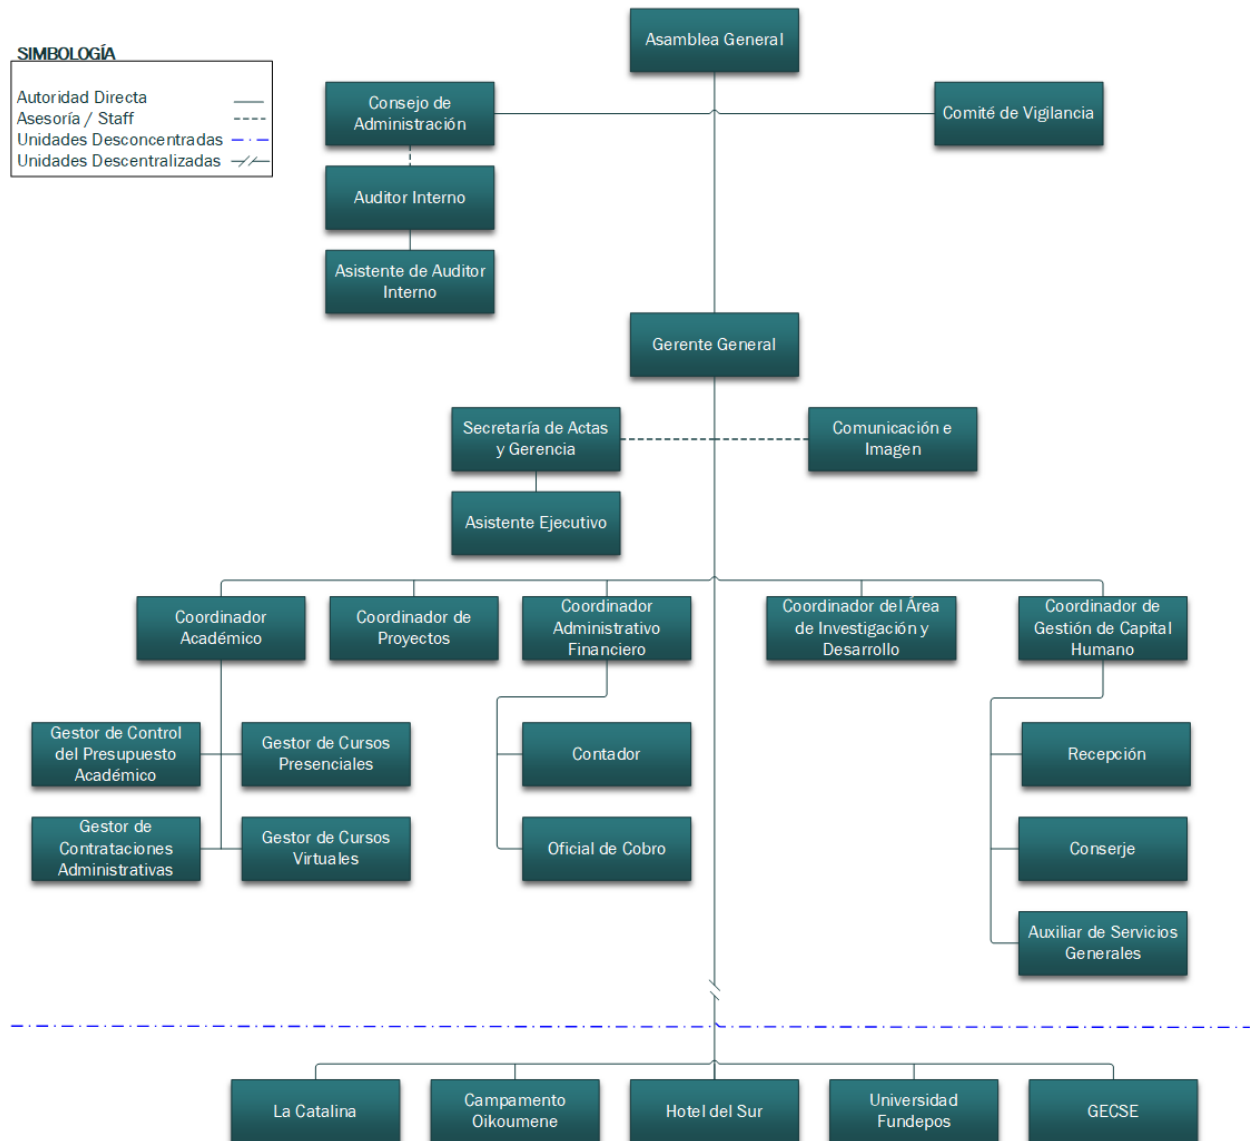 Asamblea General
SIMBOLOGÍA
Autoridad Directa
Asesoría / Staff
Unidades Desconcentradas
Unidades Descentralizadas
Consejo de
Administración
Comité de Vigilancia
Auditor Interno
Asistente de Auditor
Interno
Gerente General
Secretaría de Actas
y Gerencia
Comunicación e
Imagen
Asistente Ejecutivo
Coordinador
Académico
Coordinador de
Proyectos
Coordinador
Administrativo
Financiero
Coordinador del Área
de Investigación y
Desarrollo
Coordinador de
Gestión de Capital
Humano
Gestor de Control
del Presupuesto
Académico
Gestor de Cursos
Presenciales
Contador
Recepción
Gestor de
Contrataciones
Administrativas
Gestor de Cursos
Virtuales
Oficial de Cobro
Conserje
Auxiliar de Servicios
Generales
La Catalina
Campamento
Oikoumene
Hotel del Sur
Universidad
Fundepos
GECSE